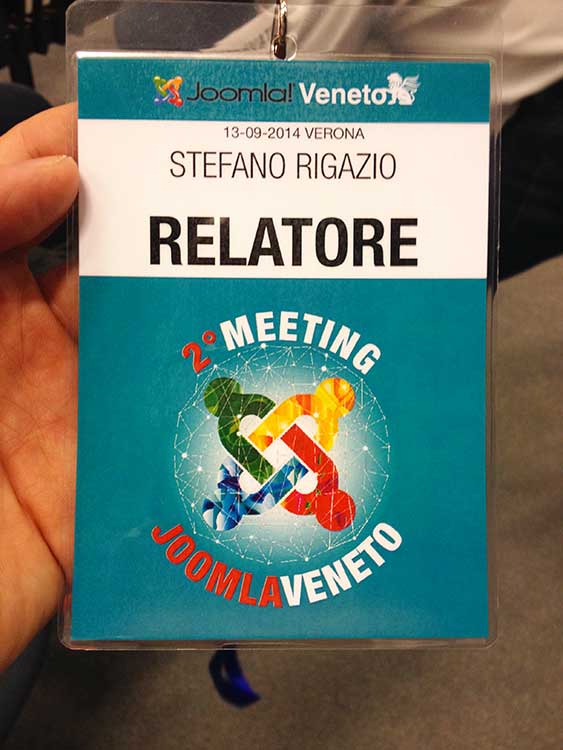 Joomla! Veneto
13-09-2014 VERONA
STEFANO RIGAZIO
RELATORE
2° MEETING
JOOMLAVENETO